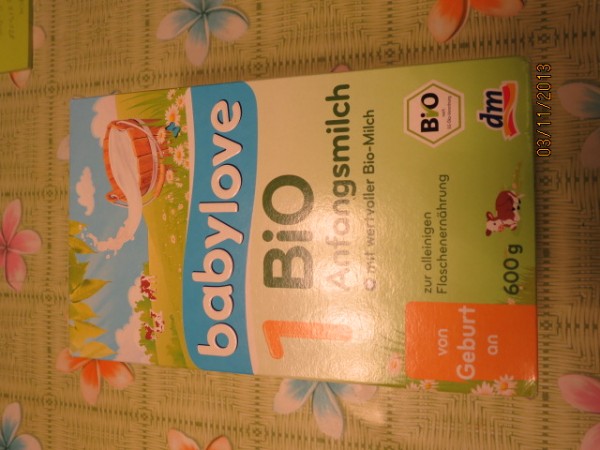 babylove
1 BiO
Anfangsmilch
mit wertvoller Bio-Milch
zur alleinigen
Flaschenernährung
von
Geburt
an
600 g
BiO
dm
03/11/2013